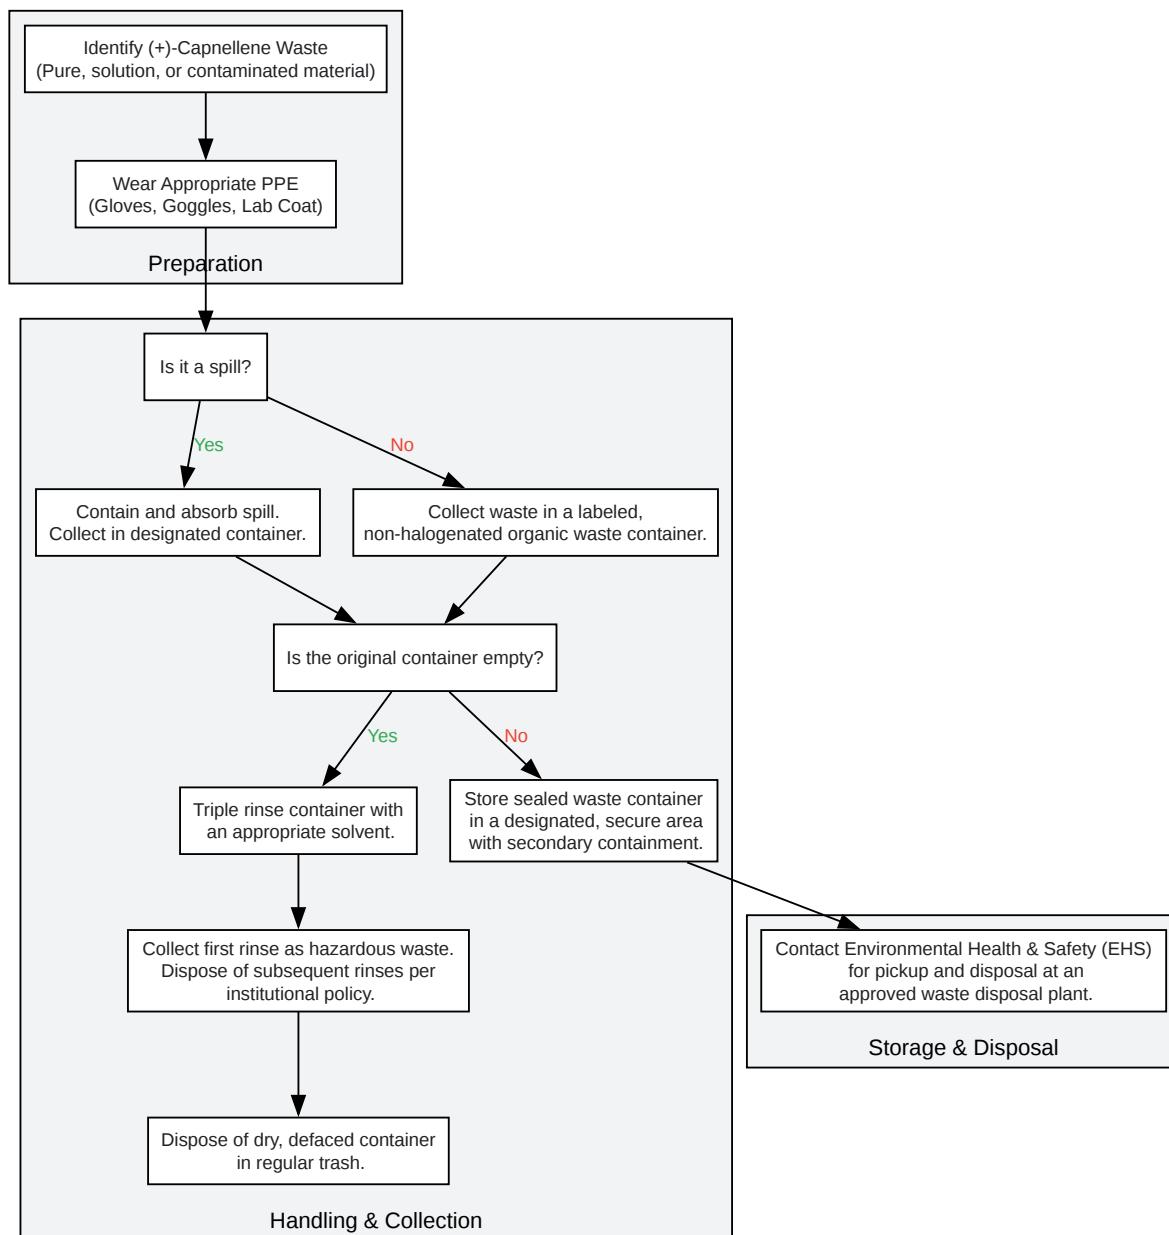 Identify (+)-Capnellene Waste
(Pure, solution, or contaminated material)
Wear Appropriate PPE
(Gloves, Goggles, Lab Coat)
Preparation
Is it a spill?
Yes
No
Contain and absorb spill.
Collect in designated container.
Collect waste in a labeled,
non-halogenated organic waste container.
Is the original container empty?
Yes
No
Triple rinse container with
an appropriate solvent.
Store sealed waste container
in a designated, secure area
with secondary containment.
Collect first rinse as hazardous waste.
Dispose of subsequent rinses per
institutional policy.
Contact Environmental Health & Safety (EHS)
for pickup and disposal at an
approved waste disposal plant.
Storage & Disposal
Dispose of dry, defaced container
in regular trash.
Handling & Collection